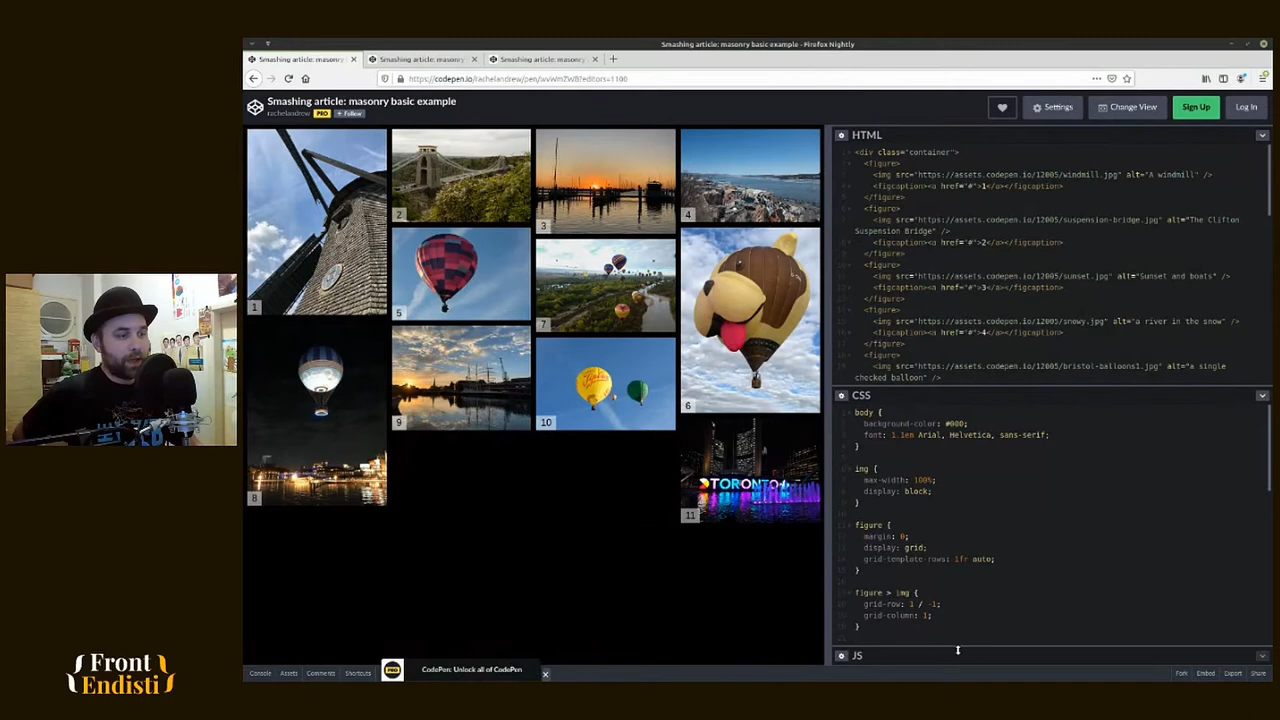 Smashing article: masonry basic example - Firefox Nightly
Smashing article: masonry
Smashing article: masonry
Smashing article: masonry
https://codepen.io/rachelandrew/pen/wvWmZWB?editors=1100
Smashing article: masonry basic example
rachelandrew PRO + Follow
Settings
Change View
Sign Up
Log In
1
2
3
4
5
6
7
8
9
10
11
TORONTO
HTML
<div class="container">
<figure>
<img src="https://assets.codepen.io/12005/windmill.jpg" alt="A windmill" />
<figcaption><a href="#">1</a></figcaption>
</figure>
<figure>
<img src="https://assets.codepen.io/12005/suspension-bridge.jpg" alt="The Clifton
Suspension Bridge" />
<figcaption><a href="#">2</a></figcaption>
</figure>
<figure>
<img src="https://assets.codepen.io/12005/sunset.jpg" alt="Sunset and boats" />
<figcaption><a href="#">3</a></figcaption>
</figure>
<figure>
<img src="https://assets.codepen.io/12005/snowy.jpg" alt="a river in the snow" />
<figcaption><a href="#">4</a></figcaption>
</figure>
<figure>
<img src="https://assets.codepen.io/12005/bristol-balloons1.jpg" alt="a single
checked balloon" />
CSS
body {
background-color: #000;
font: 1.1em Arial, Helvetica, sans-serif;
}
img {
max-width: 100%;
display: block;
}
figure {
margin: 0;
display: grid;
grid-template-rows: 1fr auto;
}
figure > img {
grid-row: 1 / -1;
grid-column: 1;
}
JS
Console
Assets
Comments
Shortcuts
PRO
CodePen: Unlock all of CodePen
Fork
Embed
Export
Share
{ Front }
{ Endisti }